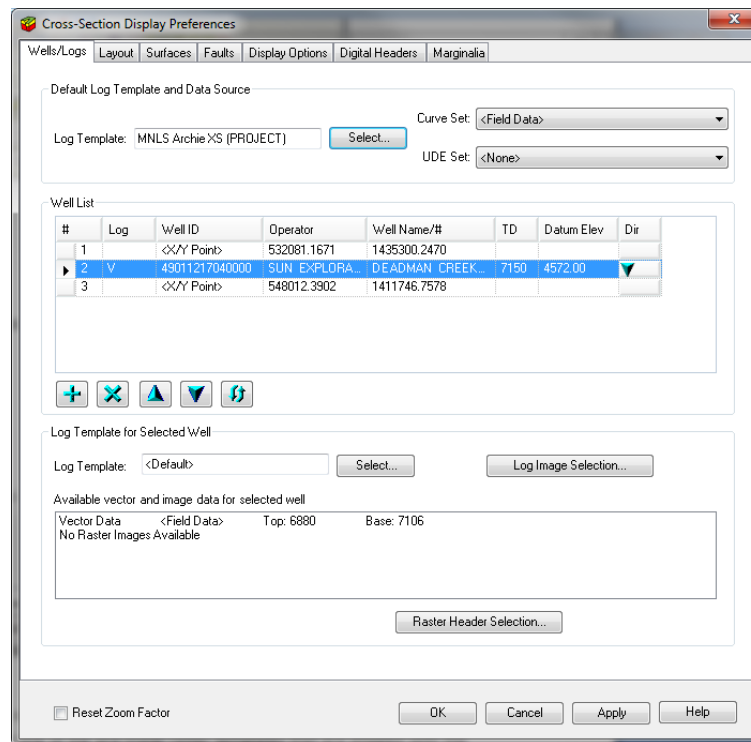 Cross-Section Display Preferences
X
Wells/Logs Layout Surfaces Faults Display Options Digital Headers Marginalia
Default Log Template and Data Source
Curve Set: <Field Data>
Log Template: MNLS Archie XS (PROJECT) Select...
UDE Set: <None>
Well List
# Log Well ID Operator Well Name/# TD Datum Elev Dir
1 <X/Y Point> 532081.1671 1435300.2470
2 V 49011217040000 SUN EXPLORA... DEADMAN CREEK... 7150 4572.00
3 <X/Y Point> 548012.3902 1411746.7578
Log Template for Selected Well
Log Template: <Default> Select... Log Image Selection...
Available vector and image data for selected well
Vector Data <Field Data> Top: 6880 Base: 7106
No Raster Images Available
Raster Header Selection...
Reset Zoom Factor OK Cancel Apply Help